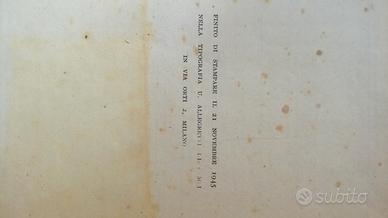 FINITO DI STAMPARE IL 21 NOVEMBRE 1945
NELLA TIPOGRAFIA U. ALLEGRETTI
IN VIA ORTI 2, MILANO
subito